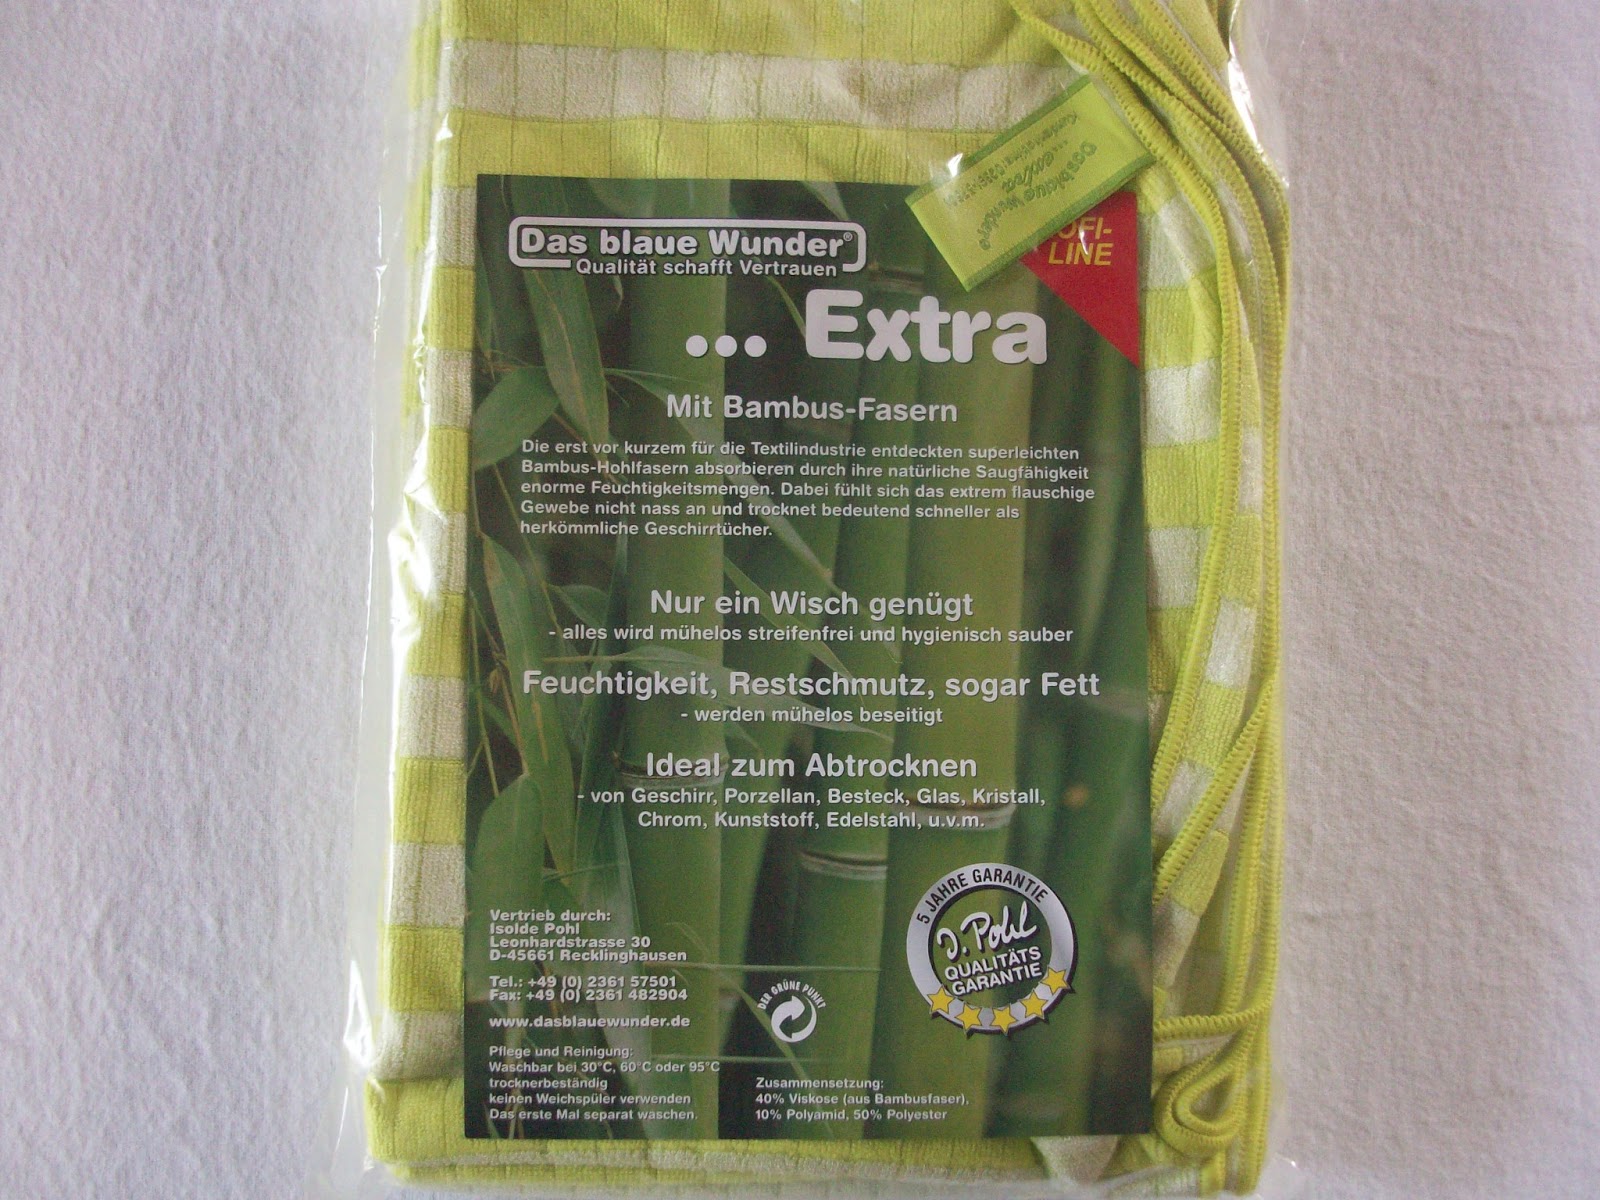 Das blaue Wunder®
Qualität schafft Vertrauen
... Extra
LINE
Das blaue Wunder®
... extra
Mit Bambus-Fasern
Die erst vor kurzem für die Textilindustrie entdeckten superleichten
Bambus-Hohlfasern absorbieren durch ihre natürliche Saugfähigkeit
enorme Feuchtigkeitsmengen. Dabei fühlt sich das extrem flauschige
Gewebe nicht nass an und trocknet bedeutend schneller als
herkömmliche Geschirrtücher.
Nur ein Wisch genügt
- alles wird mühelos streifenfrei und hygienisch sauber
Feuchtigkeit, Restschmutz, sogar Fett
- werden mühelos beseitigt
Ideal zum Abtrocknen
- von Geschirr, Porzellan, Besteck, Glas, Kristall,
Chrom, Kunststoff, Edelstahl, u.v.m.
5 JAHRE GARANTIE
J. Pohl
QUALITÄTS
GARANTIE
Vertrieb durch:
Isolde Pohl
Leonhardstrasse 30
D-45661 Recklinghausen
Tel.: +49 (0) 2361 57501
Fax: +49 (0) 2361 482904
www.dasblauewunder.de
DER GRÜNE PUNKT
Pflege und Reinigung:
Waschbar bei 30°C, 60°C oder 95°C
trocknerbeständig
keinen Weichspüler verwenden
Das erste Mal separat waschen.
Zusammensetzung:
40% Viskose (aus Bambusfaser),
10% Polyamid, 50% Polyester